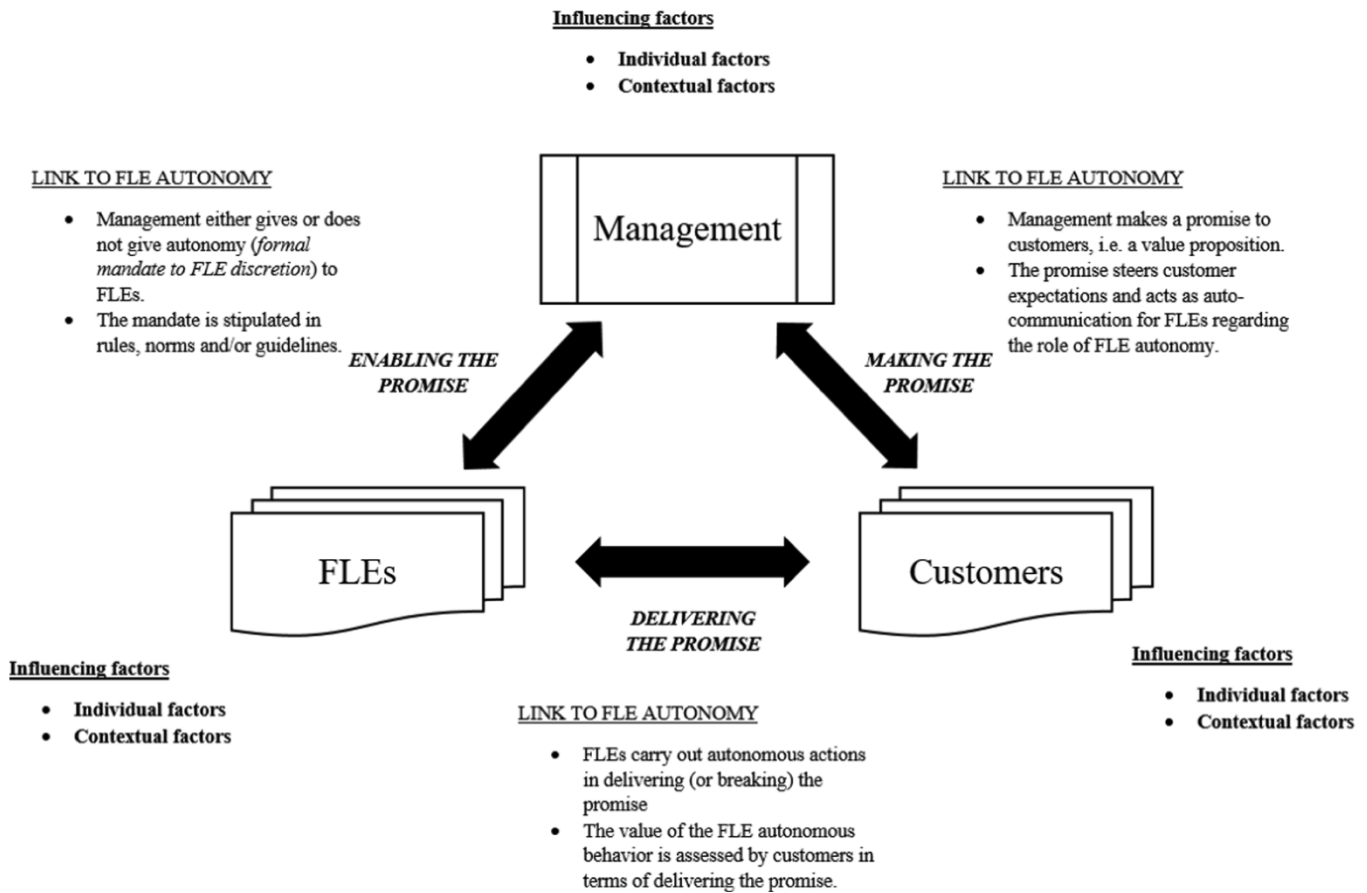 Influencing factors
• Individual factors
• Contextual factors
LINK TO FLE AUTONOMY
• Management either gives or does
not give autonomy (formal
mandate to FLE discretion) to
FLEs.
• The mandate is stipulated in
rules, norms and/or guidelines.
Management
LINK TO FLE AUTONOMY
• Management makes a promise to
customers, i.e. a value proposition.
• The promise steers customer
expectations and acts as auto-
communication for FLEs regarding
the role of FLE autonomy.
ENABLING THE
PROMISE
MAKING THE
PROMISE
FLEs
Customers
DELIVERING
THE PROMISE
Influencing factors
• Individual factors
• Contextual factors
Influencing factors
• Individual factors
• Contextual factors
LINK TO FLE AUTONOMY
• FLEs carry out autonomous actions
in delivering (or breaking) the
promise
• The value of the FLE autonomous
behavior is assessed by customers in
terms of delivering the promise.